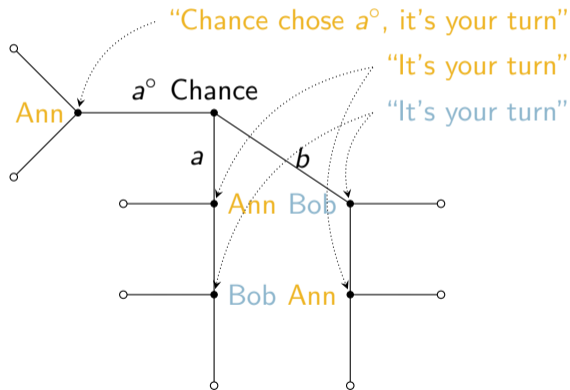 “Chance chose a°, it's your turn”
“It's your turn”
a° Chance
Ann
“It's your turn”
a
b
Ann Bob
Bob Ann